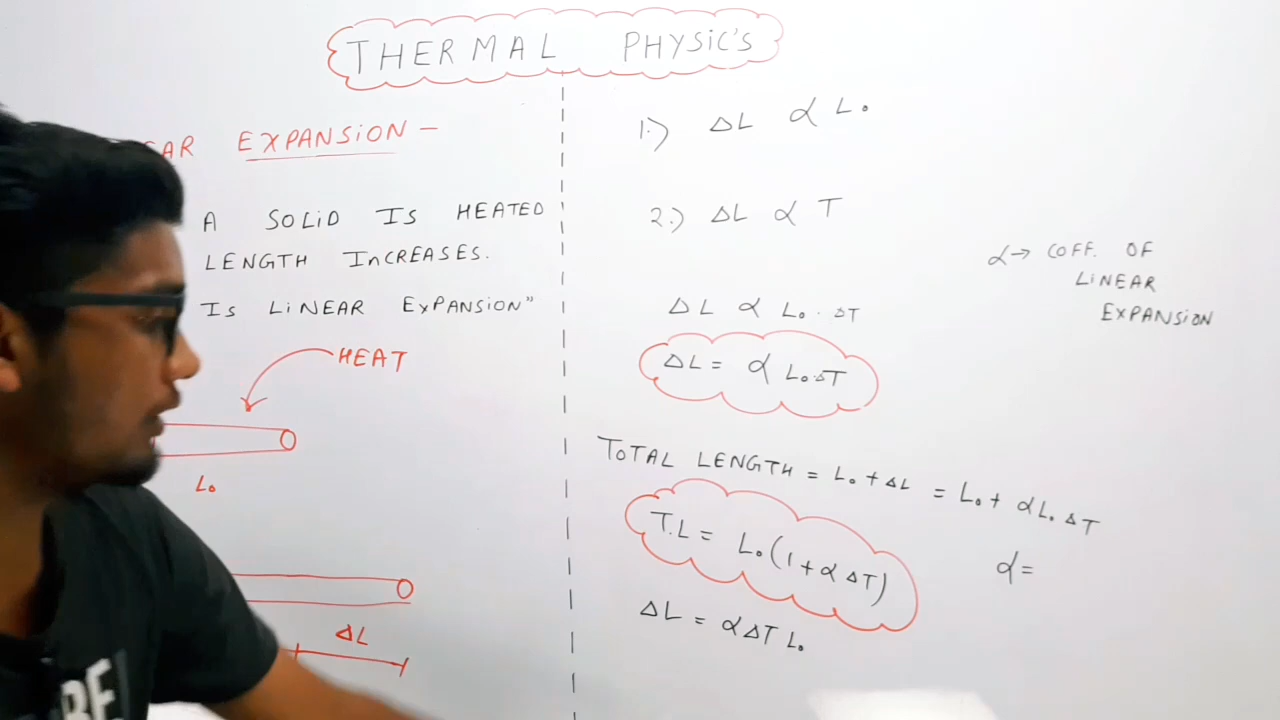 THERMAL PHYSIC'S
EXPANSION –
A SOLID IS HEATED
LENGTH INCREASES.
IS LINEAR EXPANSION"
HEAT
L₀
ΔL
1.) ΔL α L₀
2.) ΔL α T
ΔL α L₀ · ΔT
ΔL = α L₀·ΔT
α → COFF. OF
LINEAR
EXPANSION
TOTAL LENGTH = L₀ + ΔL = L₀ + αL₀ ΔT
T.L = L₀(1 + α ΔT)
α =
ΔL = αΔT L₀